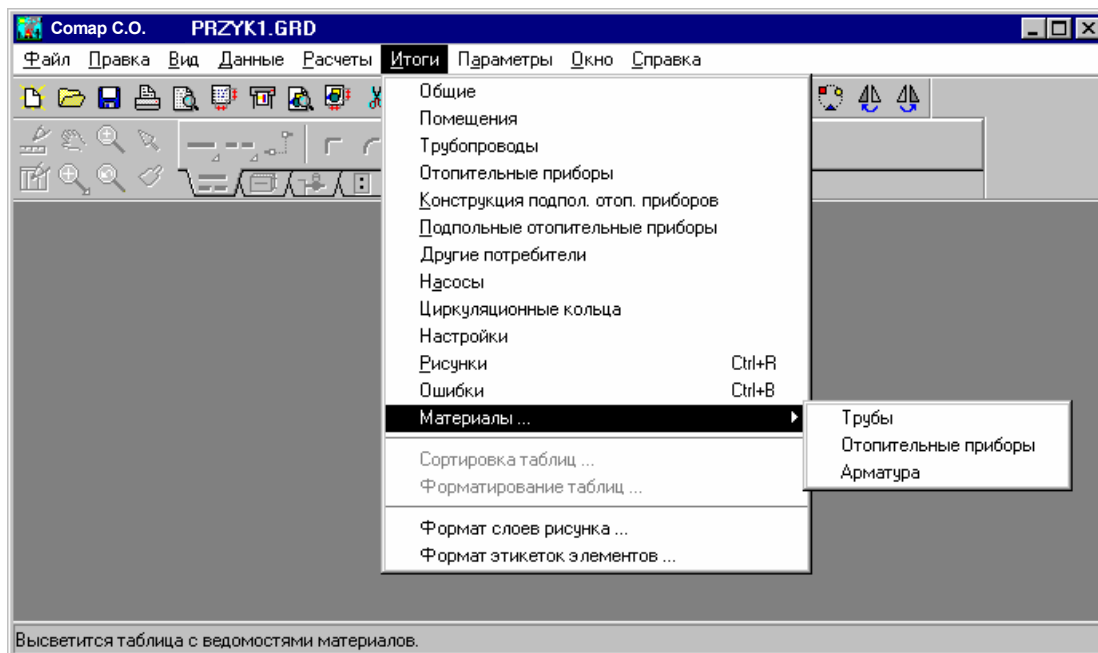 Comap C.O. PRZYK1.GRD
Файл Правка Вид Данные Расчеты Итоги Параметры Окно Справка
Общие
Помещения
Трубопроводы
Отопительные приборы
Конструкция подпол. отоп. приборов
Подпольные отопительные приборы
Другие потребители
Насосы
Циркуляционные кольца
Настройки
Рисунки Ctrl+R
Ошибки Ctrl+B
Материалы ...
Трубы
Отопительные приборы
Арматура
Сортировка таблиц ...
Форматирование таблиц ...
Формат слоев рисунка ...
Формат этикеток элементов ...
Высветится таблица с ведомостями материалов.